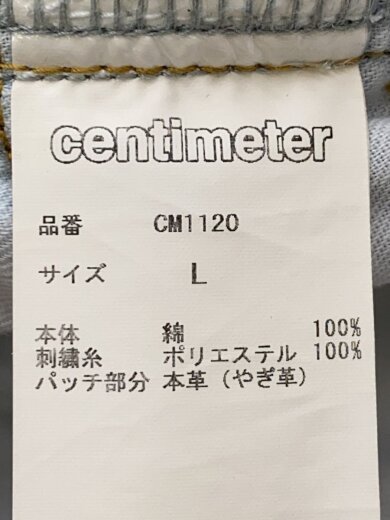 centimeter
品番 CM1120
サイズ L
本体 綿 100%
刺繍糸 ポリエステル 100%
パッチ部分 本革 (やぎ革)